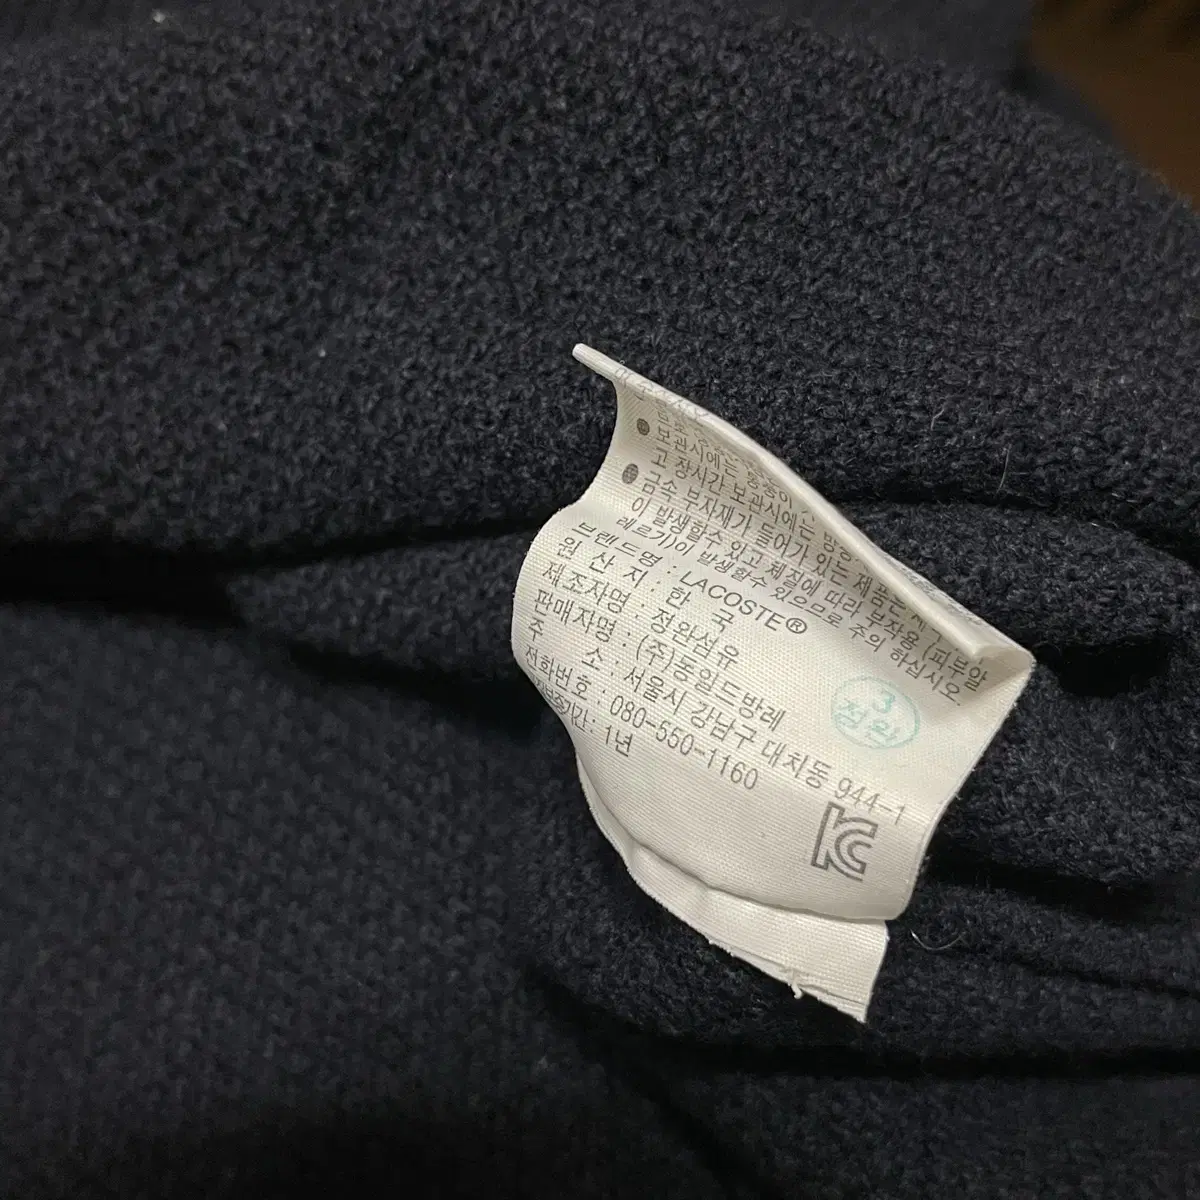 ● 보관시에는
고 장시간 보관시에는
● 금속 부자재가 들어가 있는 제품은
이 발생할수 있고 체질에 따라 부작용 (피부알
레르기)이 발생할수 있으므로 주의 하십시오.
브랜드명 : LACOSTE®
원 산 지 : 한 국
제조자명 : 정완섬유
판매자명 : (주)동일드방레
주 소 : 서울시 강남구 대치동 944-1
전화번호 : 080-550-1160
기간: 1년
3
정완
KC